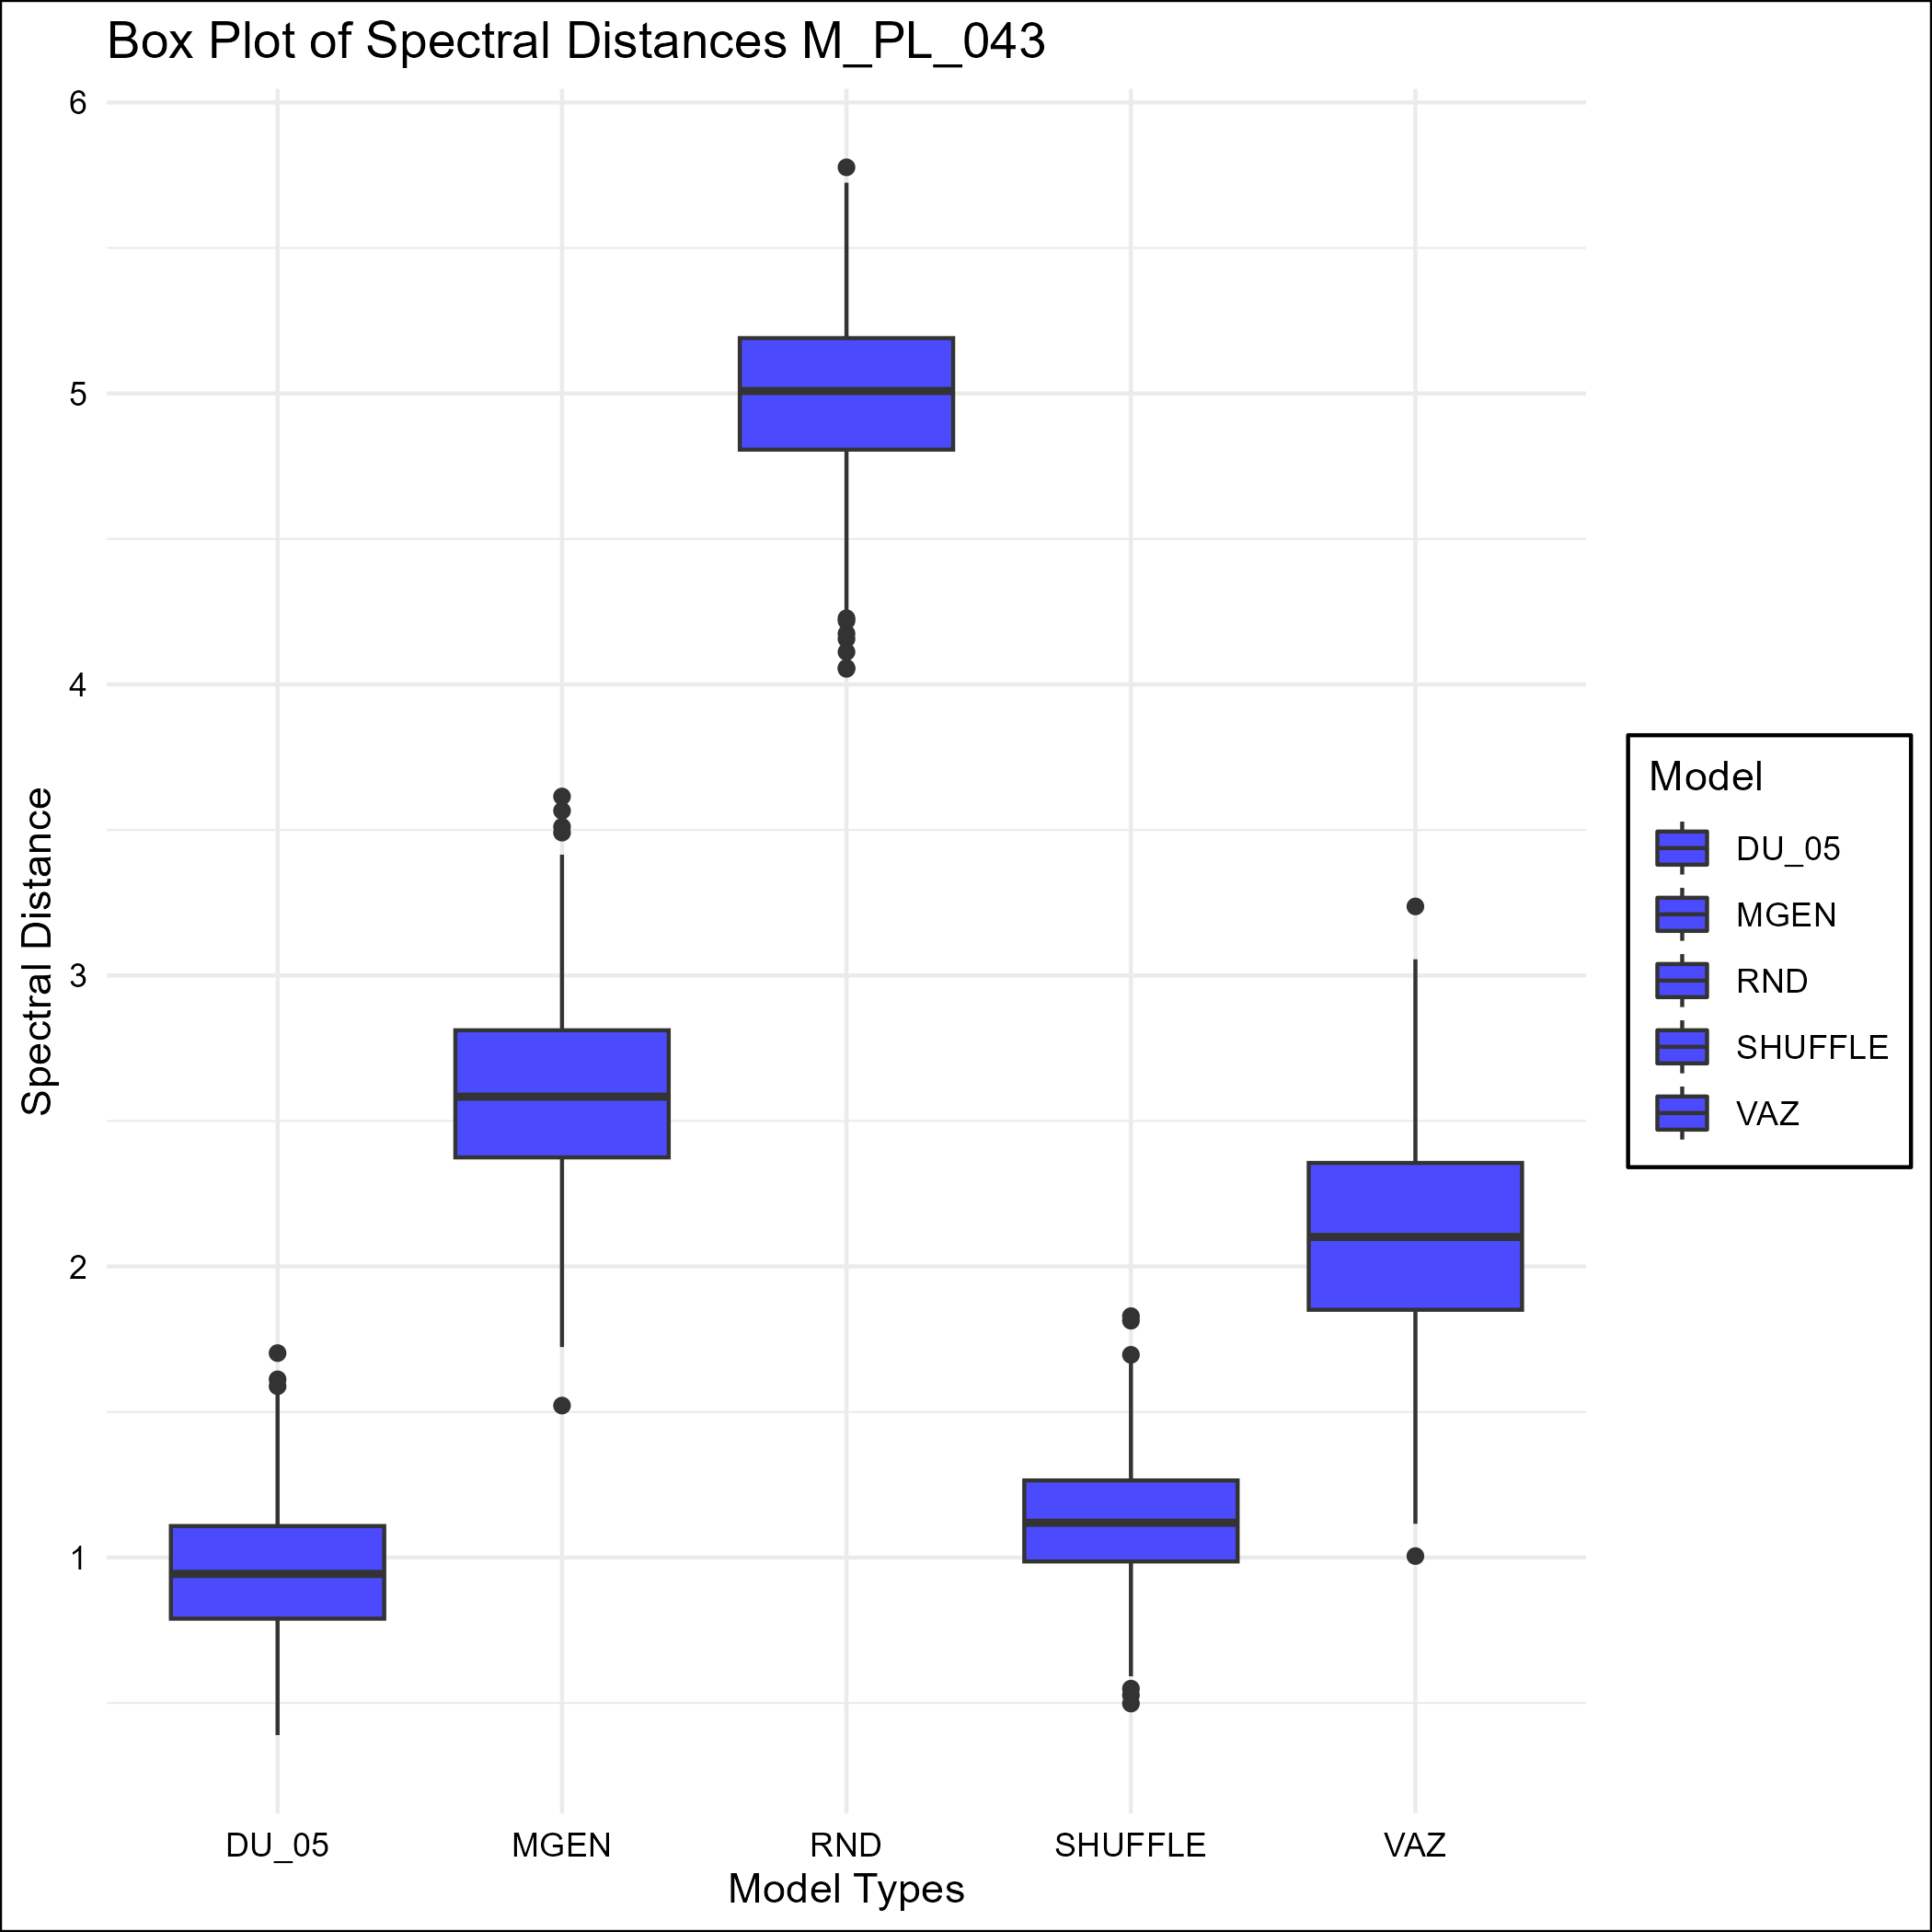 Box Plot of Spectral Distances M_PL_043
6
5
4
3
2
1
Spectral Distance
DU_05
MGEN
RND
SHUFFLE
VAZ
Model Types
Model
DU_05
MGEN
RND
SHUFFLE
VAZ